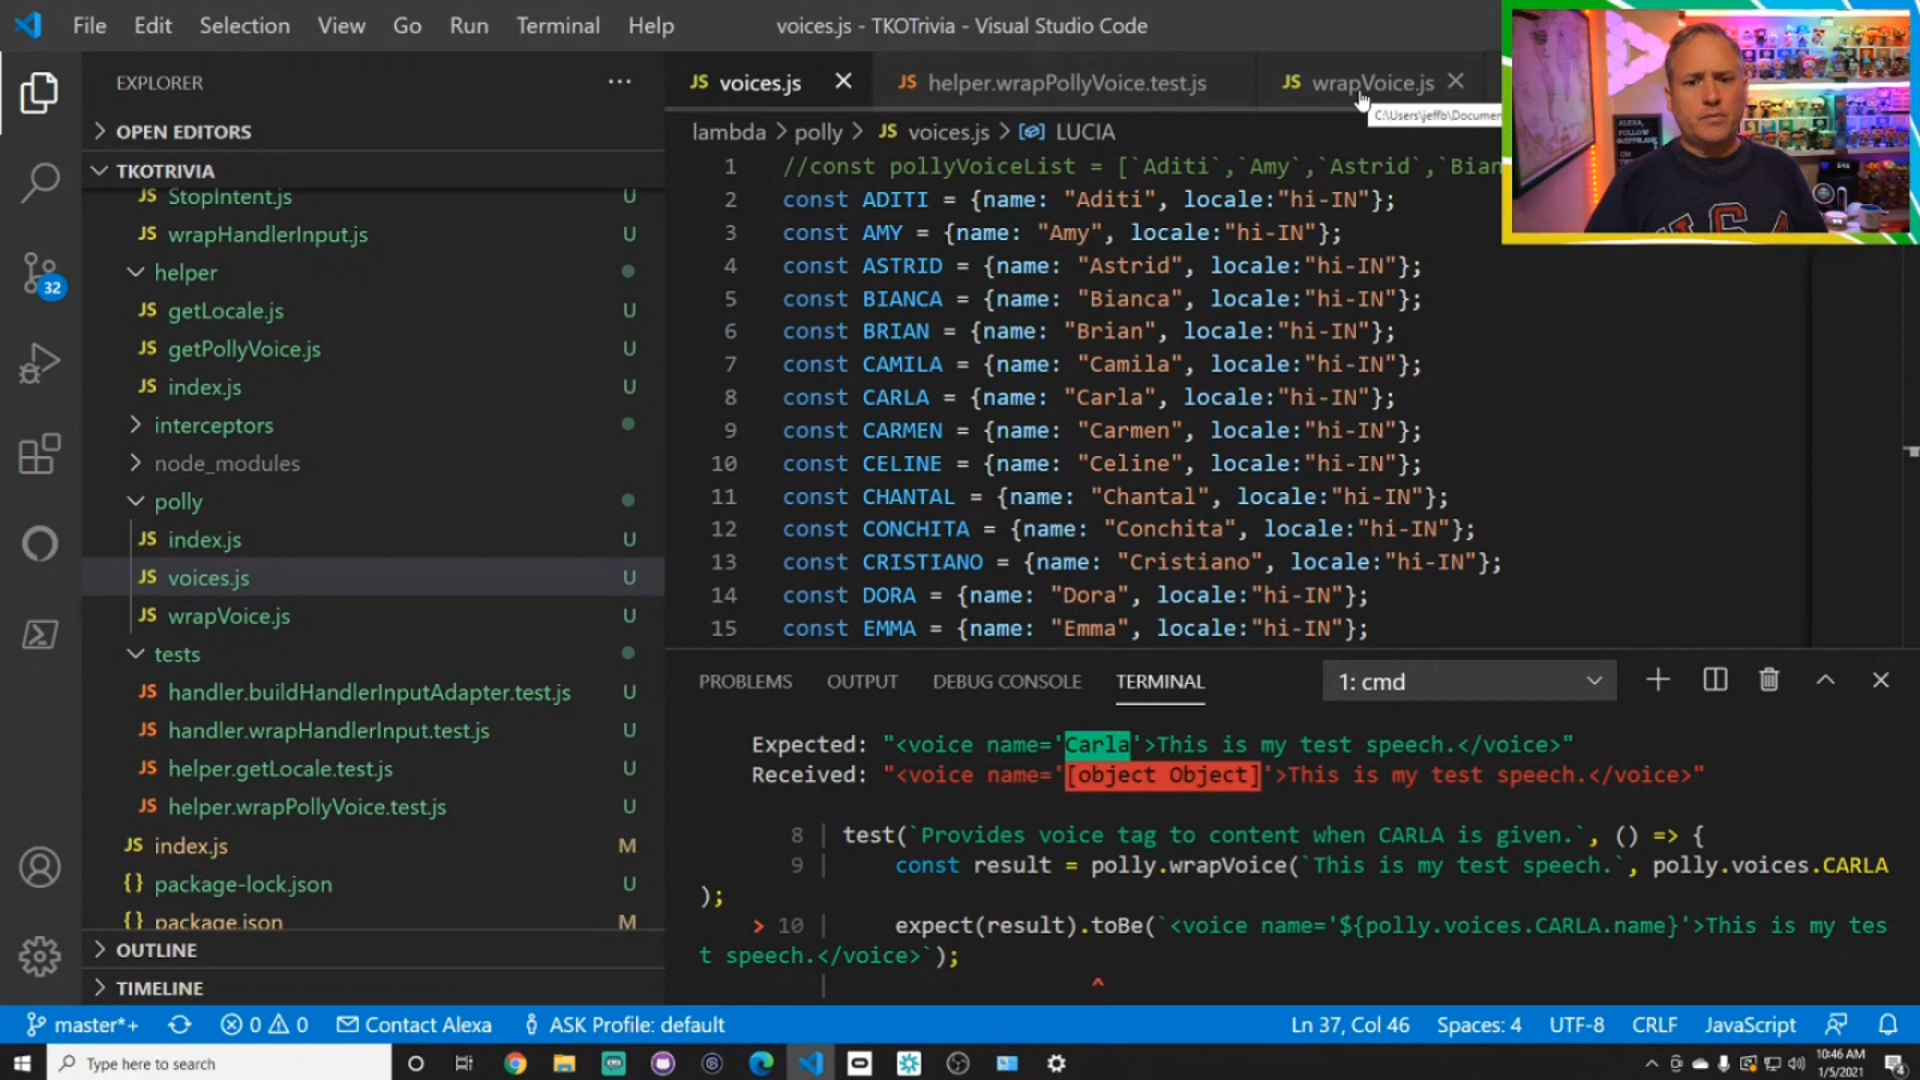 File Edit Selection View Go Run Terminal Help
voices.js - TKOTrivia - Visual Studio Code
EXPLORER
OPEN EDITORS
TKOTRIVIA
JS StopIntent.js U
JS wrapHandlerInput.js U
helper
JS getLocale.js U
JS getPollyVoice.js U
JS index.js U
interceptors
node_modules
polly
JS index.js U
JS voices.js U
JS wrapVoice.js U
tests
JS handler.buildHandlerInputAdapter.test.js U
JS handler.wrapHandlerInput.test.js U
JS helper.getLocale.test.js U
JS helper.wrapPollyVoice.test.js U
JS index.js M
{} package-lock.json U
{} package.json M
OUTLINE
TIMELINE
32
JS voices.js JS helper.wrapPollyVoice.test.js JS wrapVoice.js
C:\Users\jeffb\Documen
lambda > polly > JS voices.js > LUCIA
1 //const pollyVoiceList = [`Aditi`,`Amy`,`Astrid`,`Bian
2 const ADITI = {name: "Aditi", locale:"hi-IN"};
3 const AMY = {name: "Amy", locale:"hi-IN"};
4 const ASTRID = {name: "Astrid", locale:"hi-IN"};
5 const BIANCA = {name: "Bianca", locale:"hi-IN"};
6 const BRIAN = {name: "Brian", locale:"hi-IN"};
7 const CAMILA = {name: "Camila", locale:"hi-IN"};
8 const CARLA = {name: "Carla", locale:"hi-IN"};
9 const CARMEN = {name: "Carmen", locale:"hi-IN"};
10 const CELINE = {name: "Celine", locale:"hi-IN"};
11 const CHANTAL = {name: "Chantal", locale:"hi-IN"};
12 const CONCHITA = {name: "Conchita", locale:"hi-IN"};
13 const CRISTIANO = {name: "Cristiano", locale:"hi-IN"};
14 const DORA = {name: "Dora", locale:"hi-IN"};
15 const EMMA = {name: "Emma", locale:"hi-IN"};
ALEXA,
FOLLOW
ON
PROBLEMS OUTPUT DEBUG CONSOLE TERMINAL 1: cmd
Expected: "<voice name='Carla'>This is my test speech.</voice>"
Received: "<voice name='[object Object]'>This is my test speech.</voice>"
8 | test(`Provides voice tag to content when CARLA is given.`, () => {
9 | const result = polly.wrapVoice(`This is my test speech.`, polly.voices.CARLA
);
> 10 | expect(result).toBe(`<voice name='${polly.voices.CARLA.name}'>This is my tes
t speech.</voice>`);
| ^
master*+ 0 0 Contact Alexa ASK Profile: default Ln 37, Col 46 Spaces: 4 UTF-8 CRLF JavaScript
Type here to search
10:46 AM
1/5/2021
4